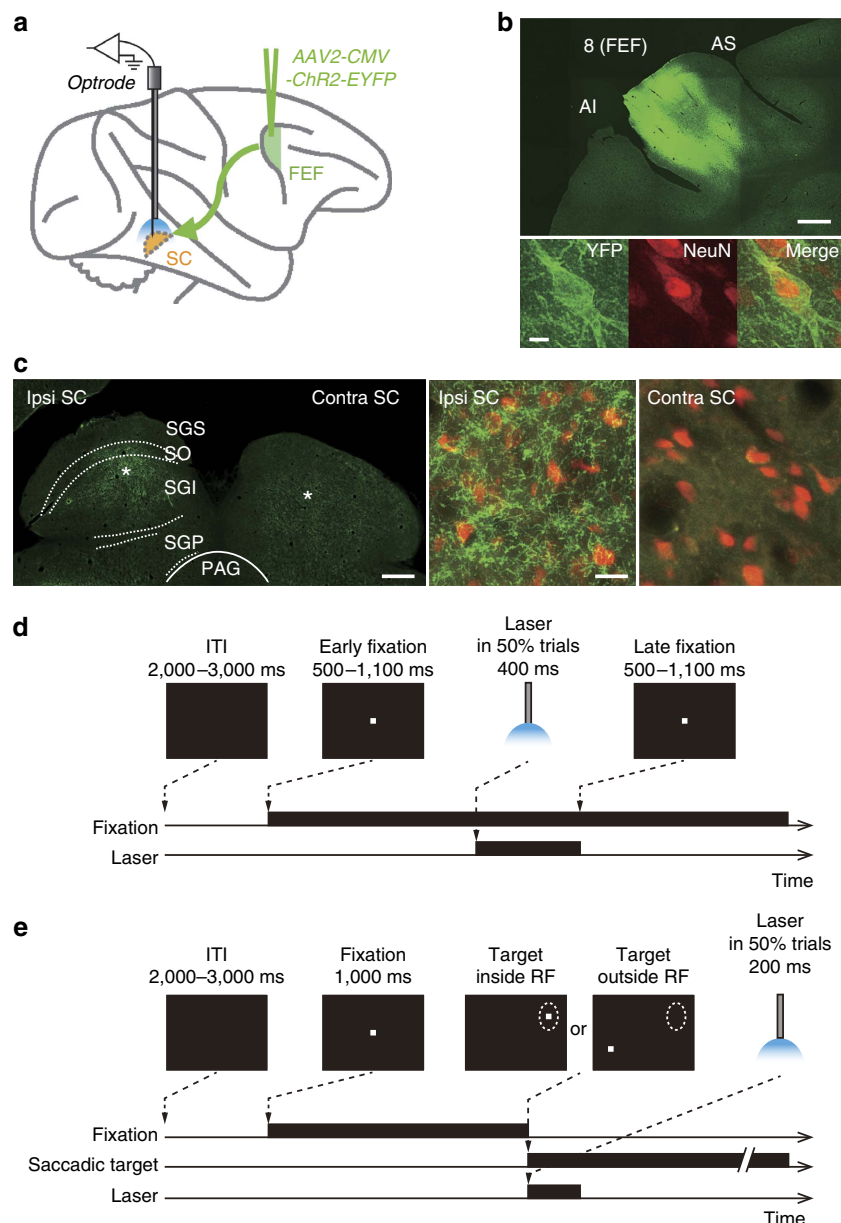 a
Optrode
AAV2-CMV
-ChR2-EYFP
FEF
SC
b
8 (FEF)
AS
AI
YFP
NeuN
Merge
c
Ipsi SC
Contra SC
SGS
SO
*
SGI
*
SGP
PAG
Ipsi SC
Contra SC
d
ITI
2,000–3,000 ms
Early fixation
500–1,100 ms
Laser
in 50% trials
400 ms
Late fixation
500–1,100 ms
Fixation
Laser
Time
e
ITI
2,000–3,000 ms
Fixation
1,000 ms
Target
inside RF
or
Target
outside RF
Laser
in 50% trials
200 ms
Fixation
Saccadic target
Laser
Time